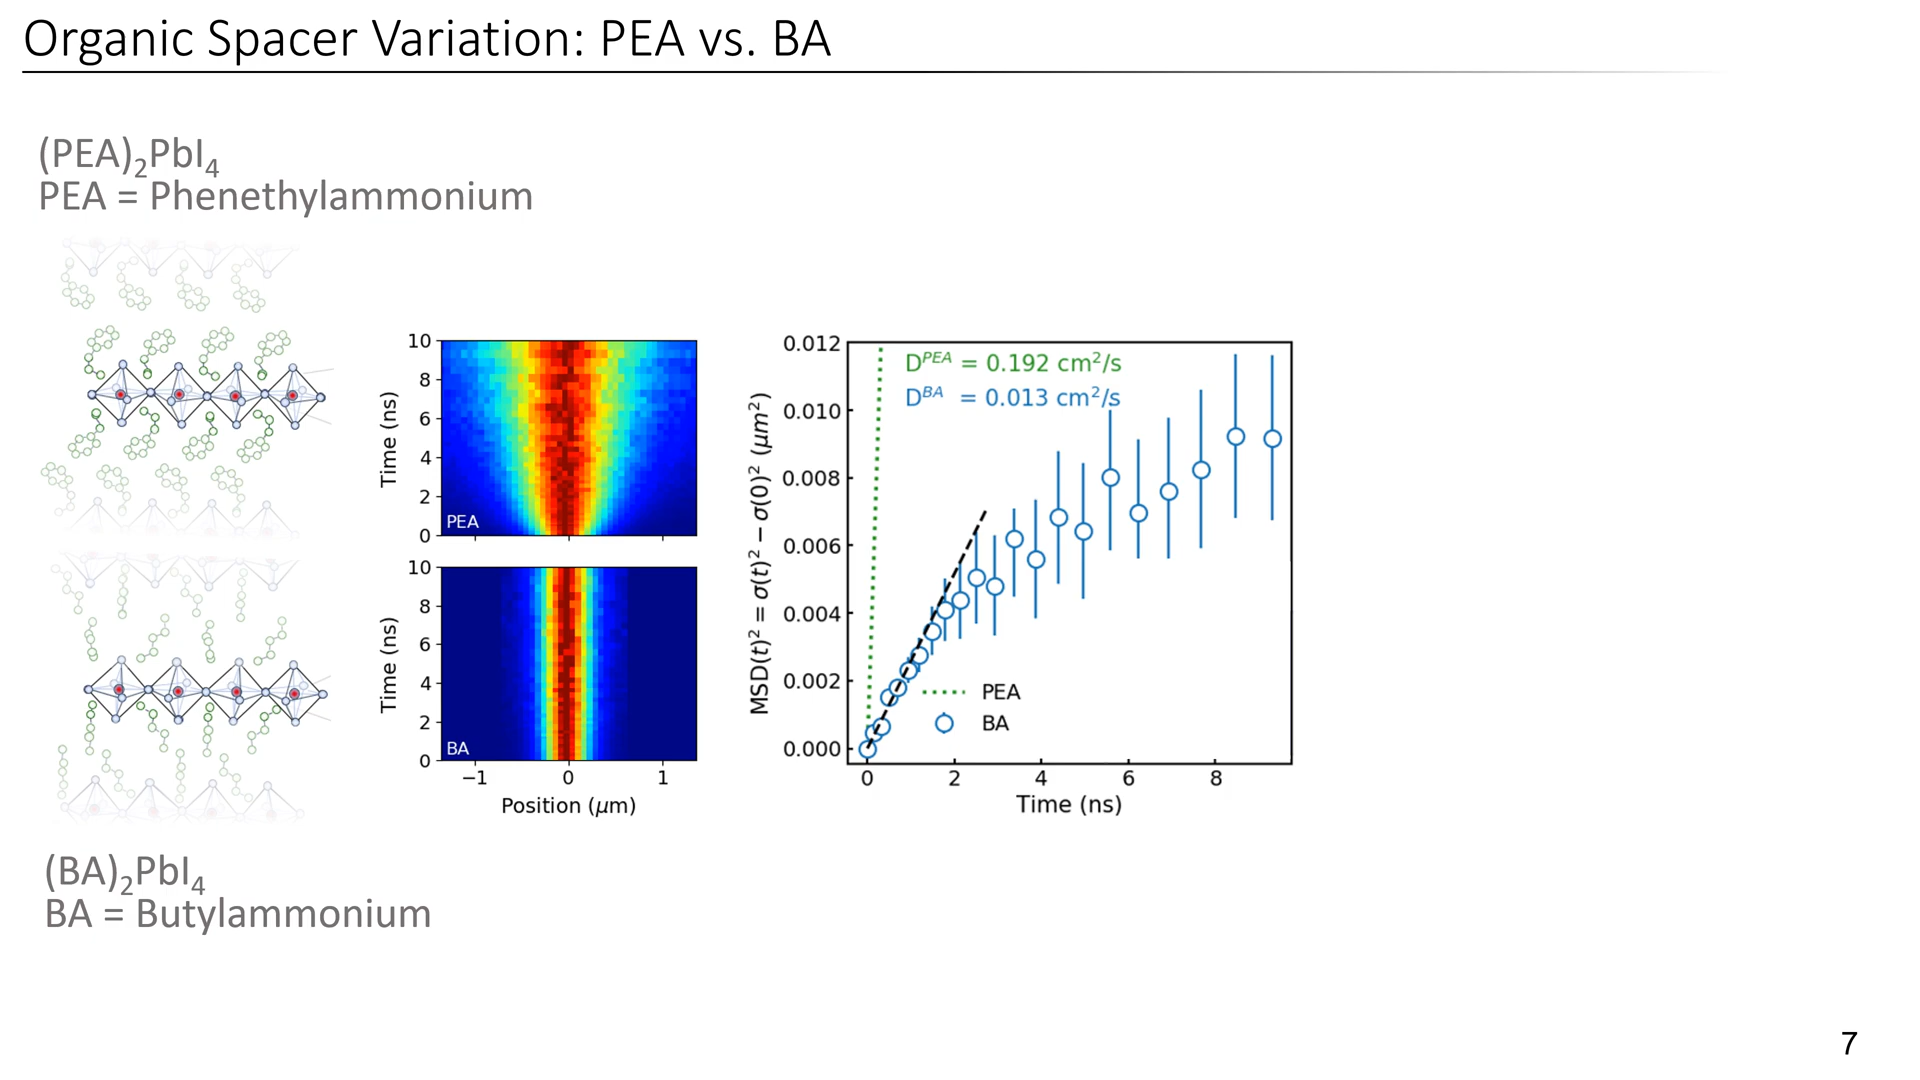 Organic Spacer Variation: PEA vs. BA
(PEA)₂PbI₄
PEA = Phenethylammonium
10
8
6
4
2
0
Time (ns)
PEA
10
8
6
4
2
0
Time (ns)
BA
−1 0 1
Position (μm)
0.012
0.010
0.008
0.006
0.004
0.002
0.000
MSD(t)² = σ(t)² − σ(0)² (μm²)
D^PEA = 0.192 cm²/s
D^BA = 0.013 cm²/s
PEA
BA
0 2 4 6 8
Time (ns)
(BA)₂PbI₄
BA = Butylammonium
7